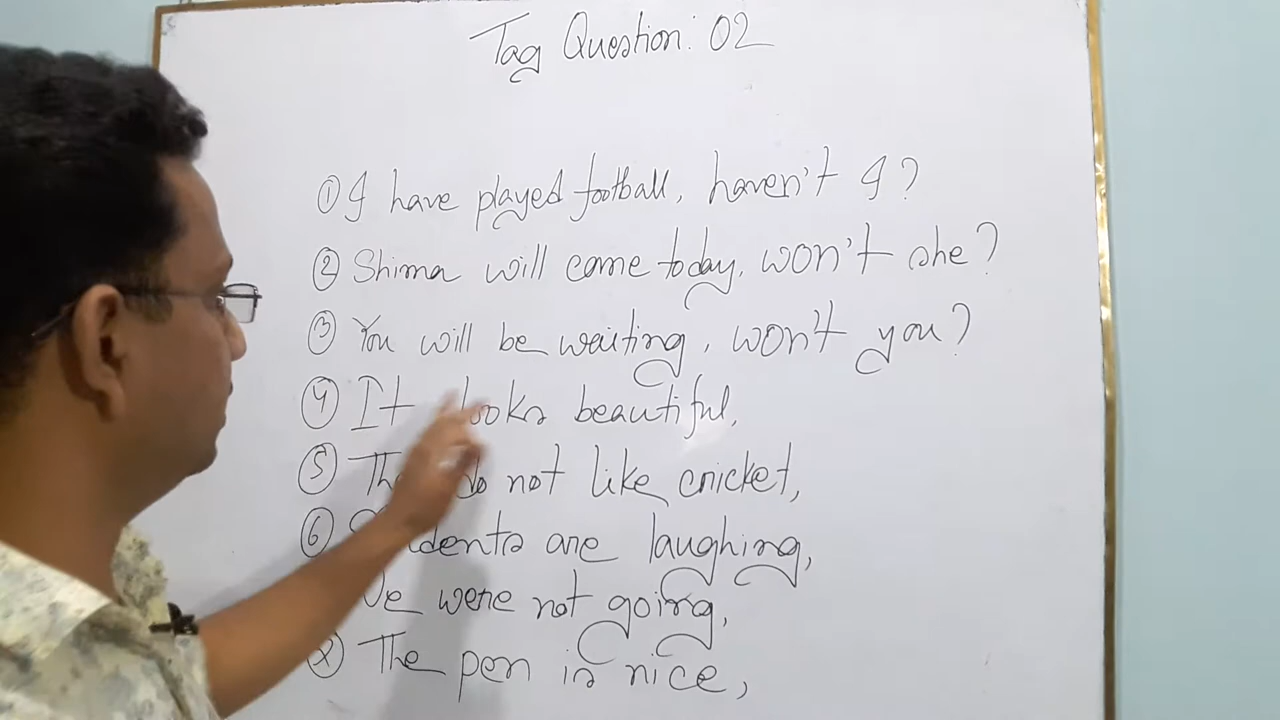 Tag Question: 02
① I have played football, haven't I?
② Shima will come today, won't she?
③ You will be waiting, won't you?
④ It looks beautiful,
⑤ do not like cricket,
⑥ are laughing,
were not going,
The pen is nice,